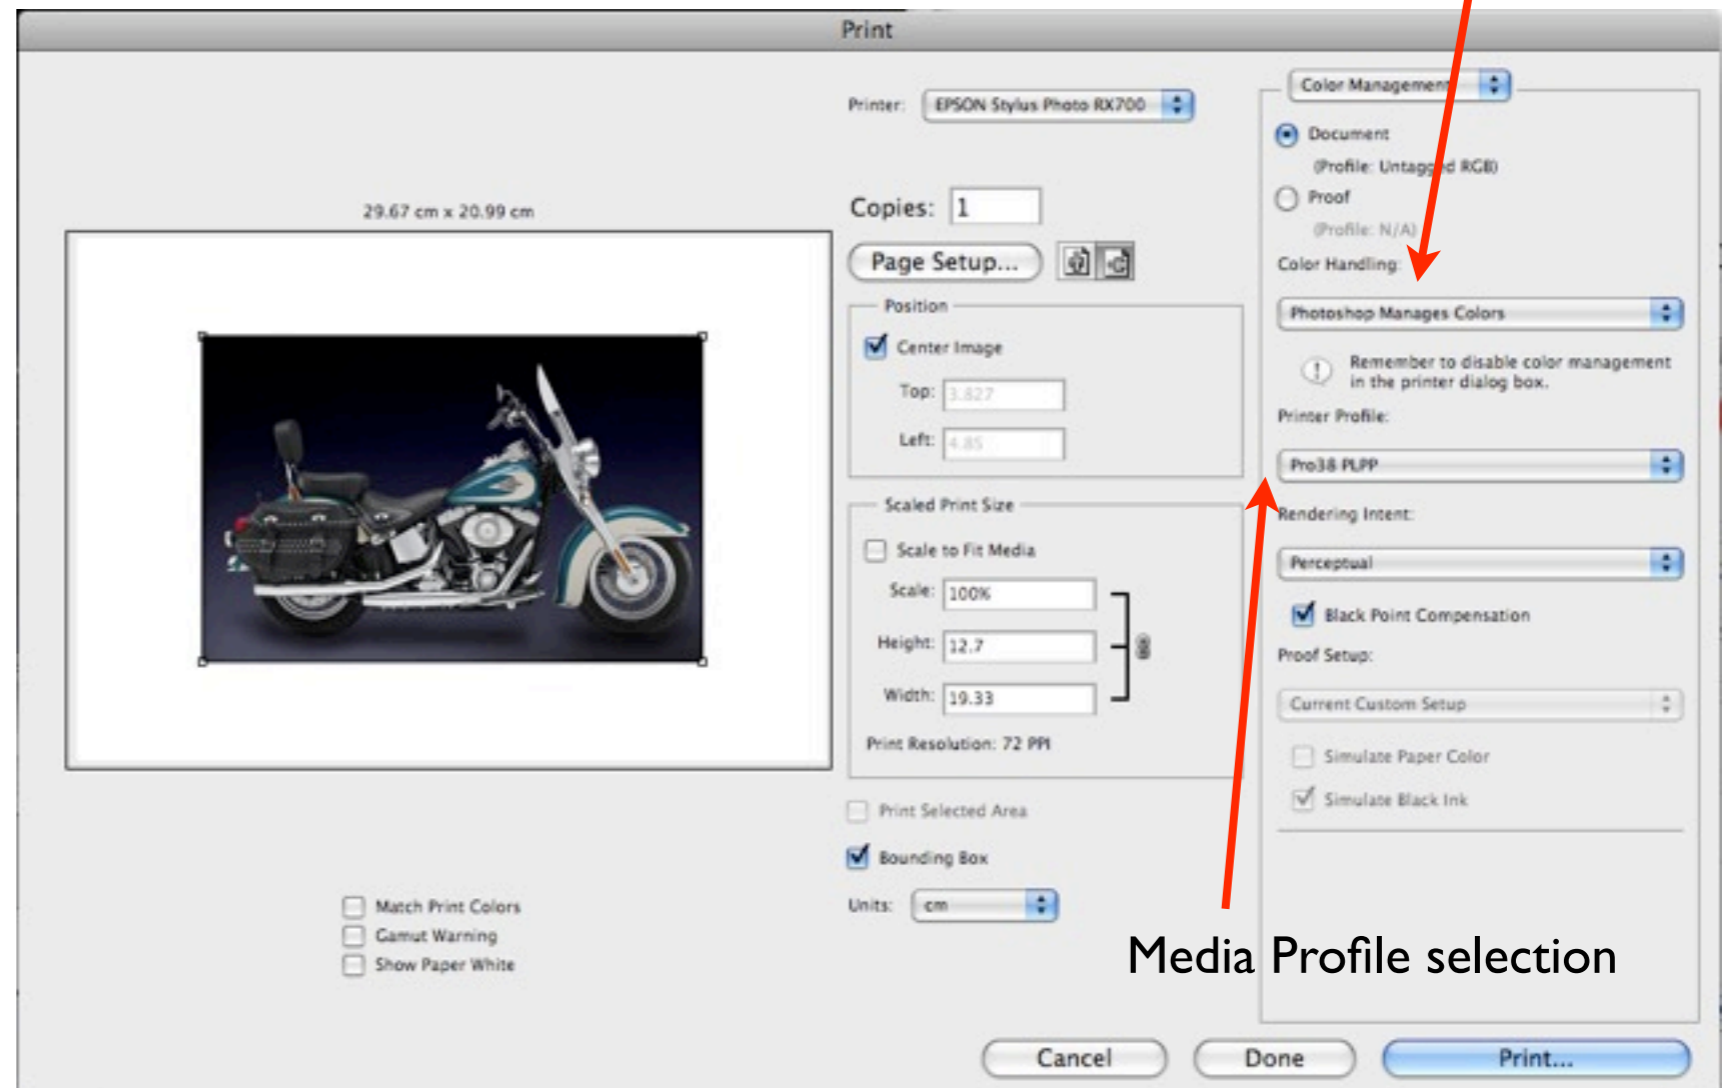 Print
Printer: EPSON Stylus Photo RX700
Copies: 1
Page Setup...
Position
Center Image
Top: 3.827
Left: 4.85
Scaled Print Size
Scale to Fit Media
Scale: 100%
Height: 12.7
Width: 19.33
Print Resolution: 72 PPI
Print Selected Area
Bounding Box
Units: cm
29.67 cm x 20.99 cm
Match Print Colors
Gamut Warning
Show Paper White
Color Management
Document
(Profile: Untagged RGB)
Proof
(Profile: N/A)
Color Handling:
Photoshop Manages Colors
Remember to disable color management
in the printer dialog box.
Printer Profile:
Pro38 PLPP
Rendering Intent:
Perceptual
Black Point Compensation
Proof Setup:
Current Custom Setup
Simulate Paper Color
Simulate Black Ink
Media Profile selection
Cancel
Done
Print...